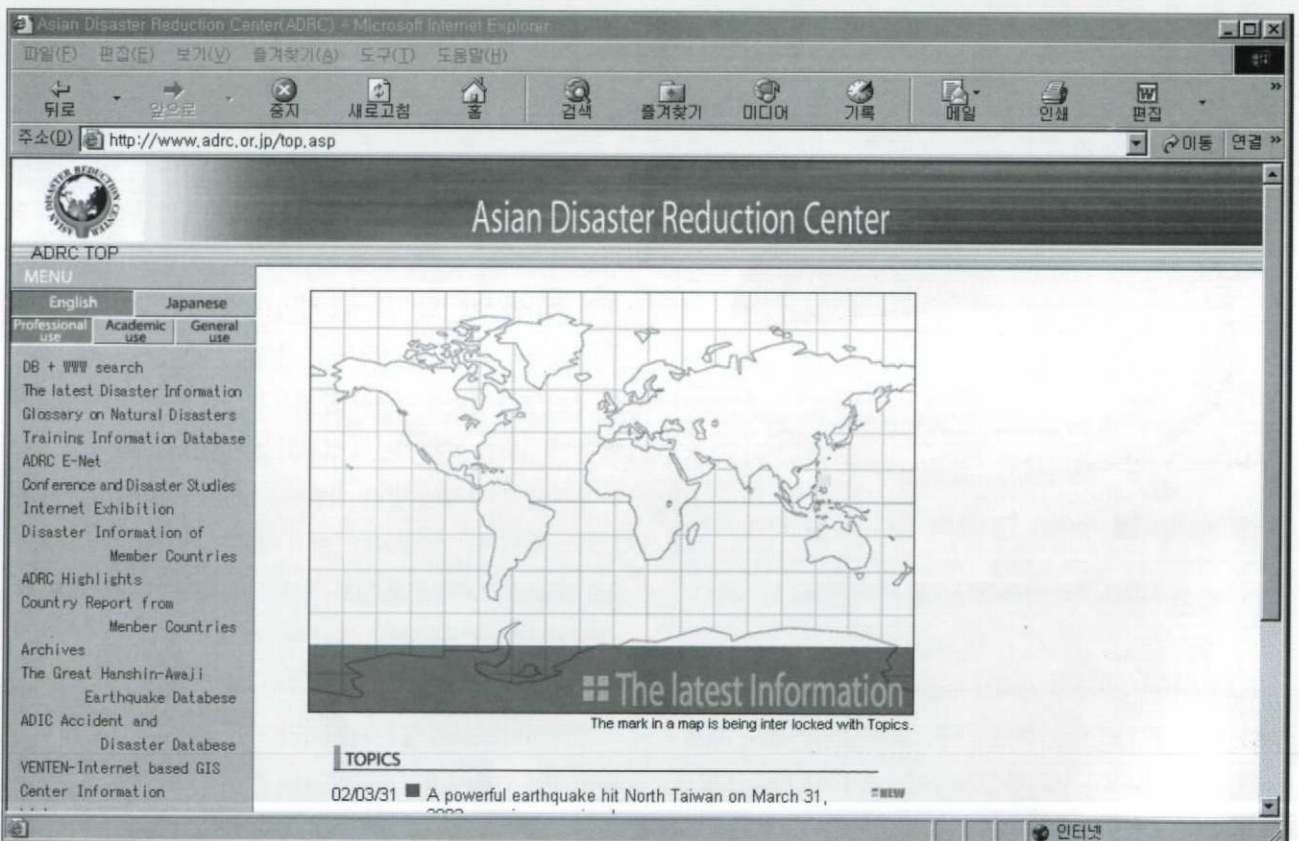 Asian Disaster Reduction Center(ADRC) - Microsoft Internet Explorer
파일(F) 편집(E) 보기(V) 즐겨찾기(A) 도구(T) 도움말(H)
뒤로 앞으로 중지 새로고침 홈 검색 즐겨찾기 미디어 기록 메일 인쇄 편집 »
주소(D) http://www.adrc.or.jp/top.asp 이동 연결 »
ASIAN DISASTER REDUCTION CENTER
Asian Disaster Reduction Center
ADRC TOP
MENU
English Japanese
Professional use Academic use General use
DB + WWW search
The latest Disaster Information
Glossary on Natural Disasters
Training Information Database
ADRC E-Net
Conference and Disaster Studies
Internet Exhibition
Disaster Information of
Member Countries
ADRC Highlights
Country Report from
Menber Countries
Archives
The Great Hanshin-Awaji
Earthquake Databese
ADIC Accident and
Disaster Databese
VENTEN-Internet based GIS
Center Information
The latest Information
The mark in a map is being inter locked with Topics.
TOPICS
02/03/31 A powerful earthquake hit North Taiwan on March 31, NEW
인터넷